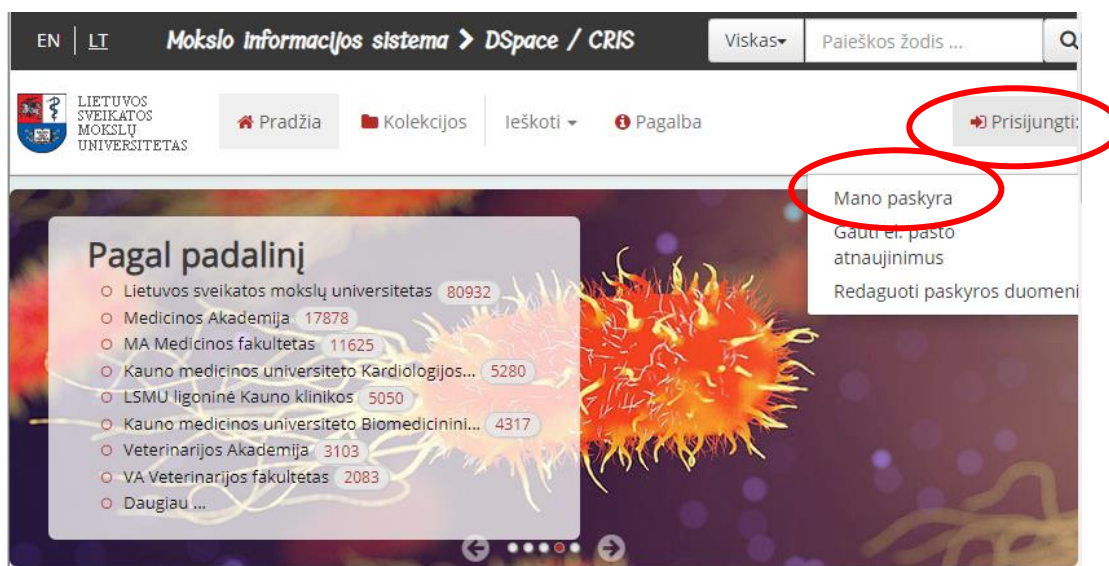 EN | LT Mokslo informacijos sistema > DSpace / CRIS Viskas Paieškos žodis ...
LIETUVOS
SVEIKATOS
MOKSLŲ
UNIVERSITETAS
Pradžia Kolekcijos Ieškoti Pagalba Prisijungti:
Mano paskyra
Gauti el. pašto
atnaujinimus
Redaguoti paskyros duomeni
Pagal padalinį
Lietuvos sveikatos mokslų universitetas 80932
Medicinos Akademija 17878
MA Medicinos fakultetas 11625
Kauno medicinos universiteto Kardiologijos... 5280
LSMU ligoninė Kauno klinikos 5050
Kauno medicinos universiteto Biomedicinini... 4317
Veterinarijos Akademija 3103
VA Veterinarijos fakultetas 2083
Daugiau ...